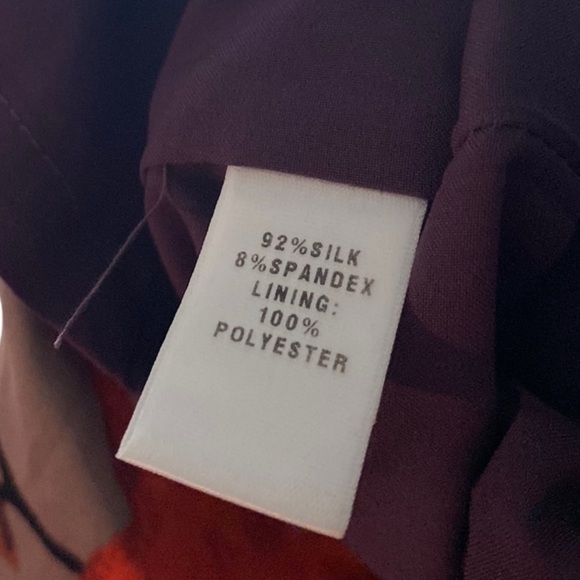 92%SILK
8%SPANDEX
LINING:
100%
POLYESTER